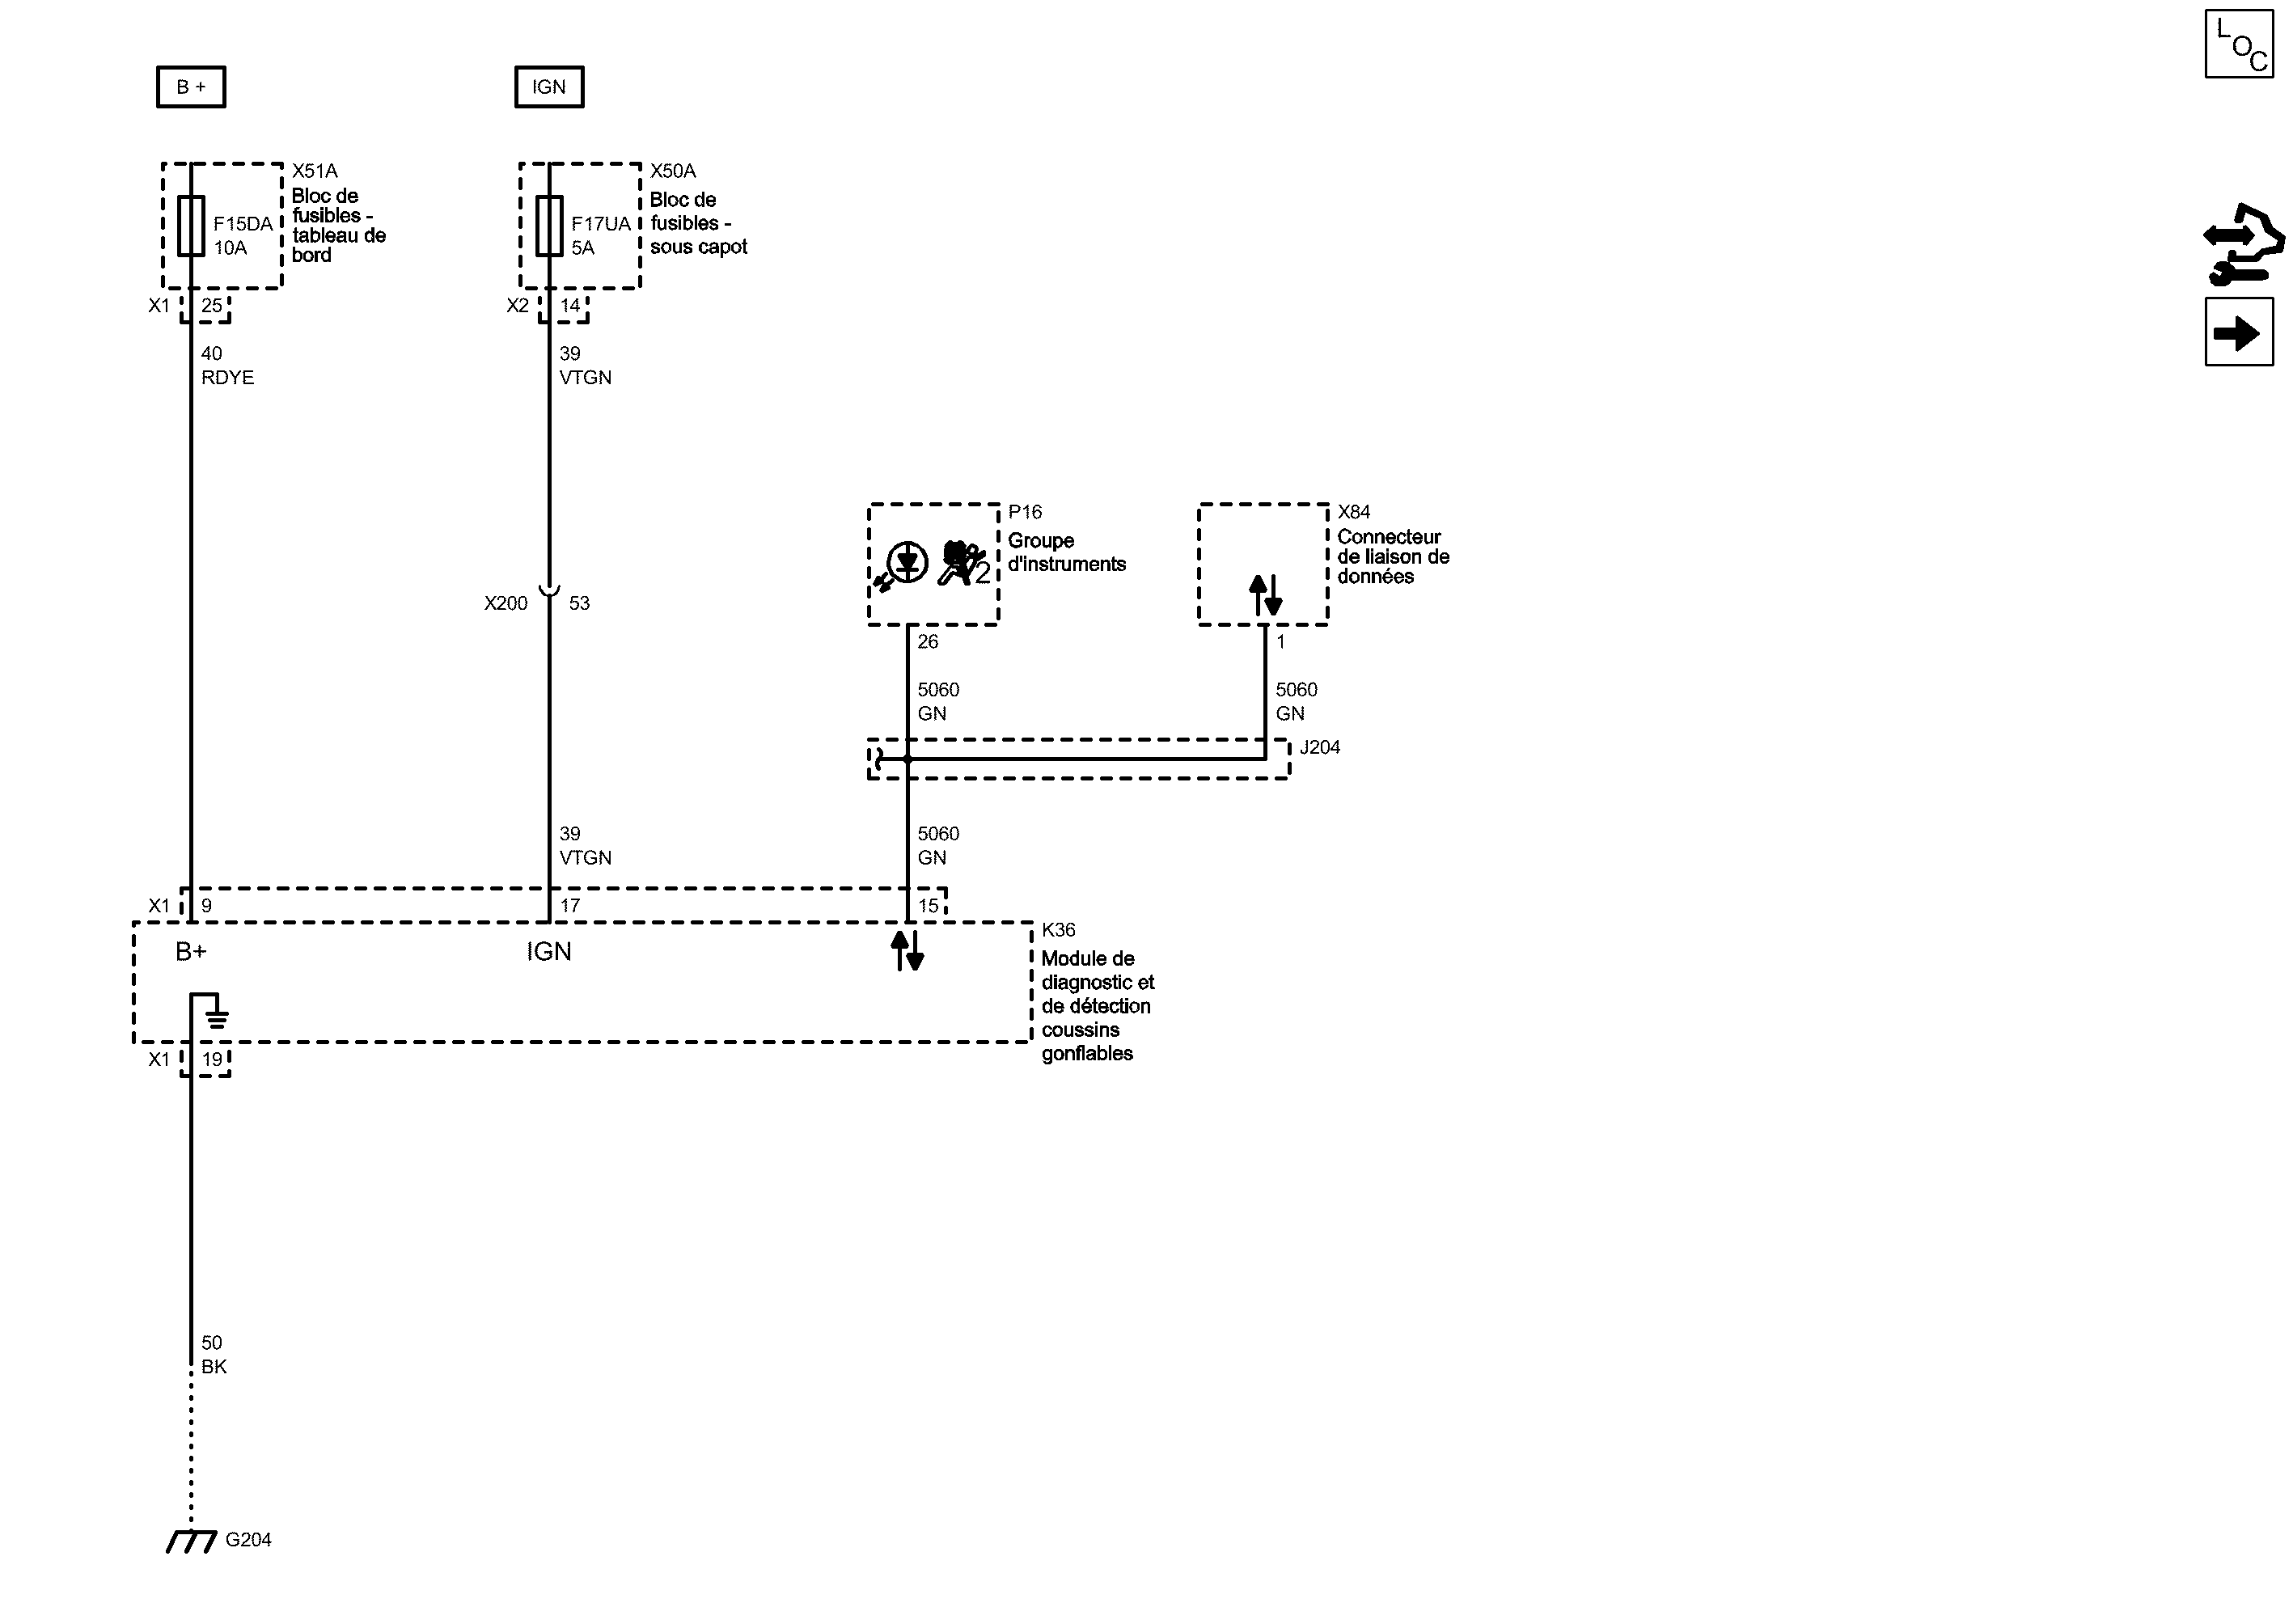 L
O
C
B +
IGN
X51A
Bloc de
fusibles -
tableau de
bord
F15DA
10A
X50A
Bloc de
fusibles -
sous capot
F17UA
5A
X1 25
X2 14
40
RDYE
39
VTGN
P16
Groupe
d'instruments
2
X84
Connecteur
de liaison de
données
X200 53
26
1
5060
GN
5060
GN
J204
39
VTGN
5060
GN
X1 9 17 15
B+ IGN
K36
Module de
diagnostic et
de détection
coussins
gonflables
X1 19
50
BK
G204